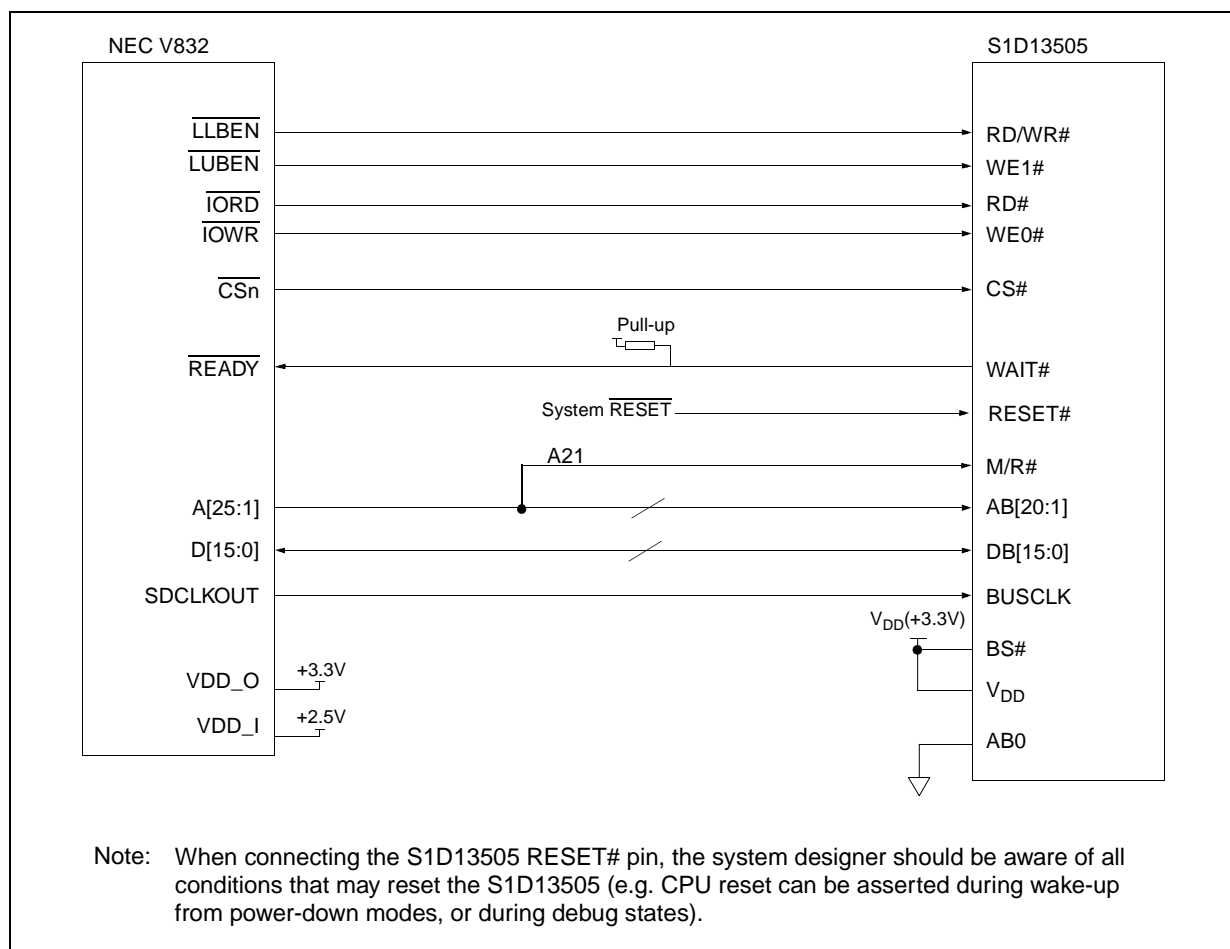 NEC V832 S1D13505
LLBEN RD/WR#
LUBEN WE1#
IORD RD#
IOWR WE0#
CSn CS#
Pull-up
READY WAIT#
System RESET RESET#
A21 M/R#
A[25:1] AB[20:1]
D[15:0] DB[15:0]
SDCLKOUT BUSCLK
VDD(+3.3V)
BS#
VDD_O +3.3V VDD
VDD_I +2.5V
AB0
Note: When connecting the S1D13505 RESET# pin, the system designer should be aware of all
conditions that may reset the S1D13505 (e.g. CPU reset can be asserted during wake-up
from power-down modes, or during debug states).